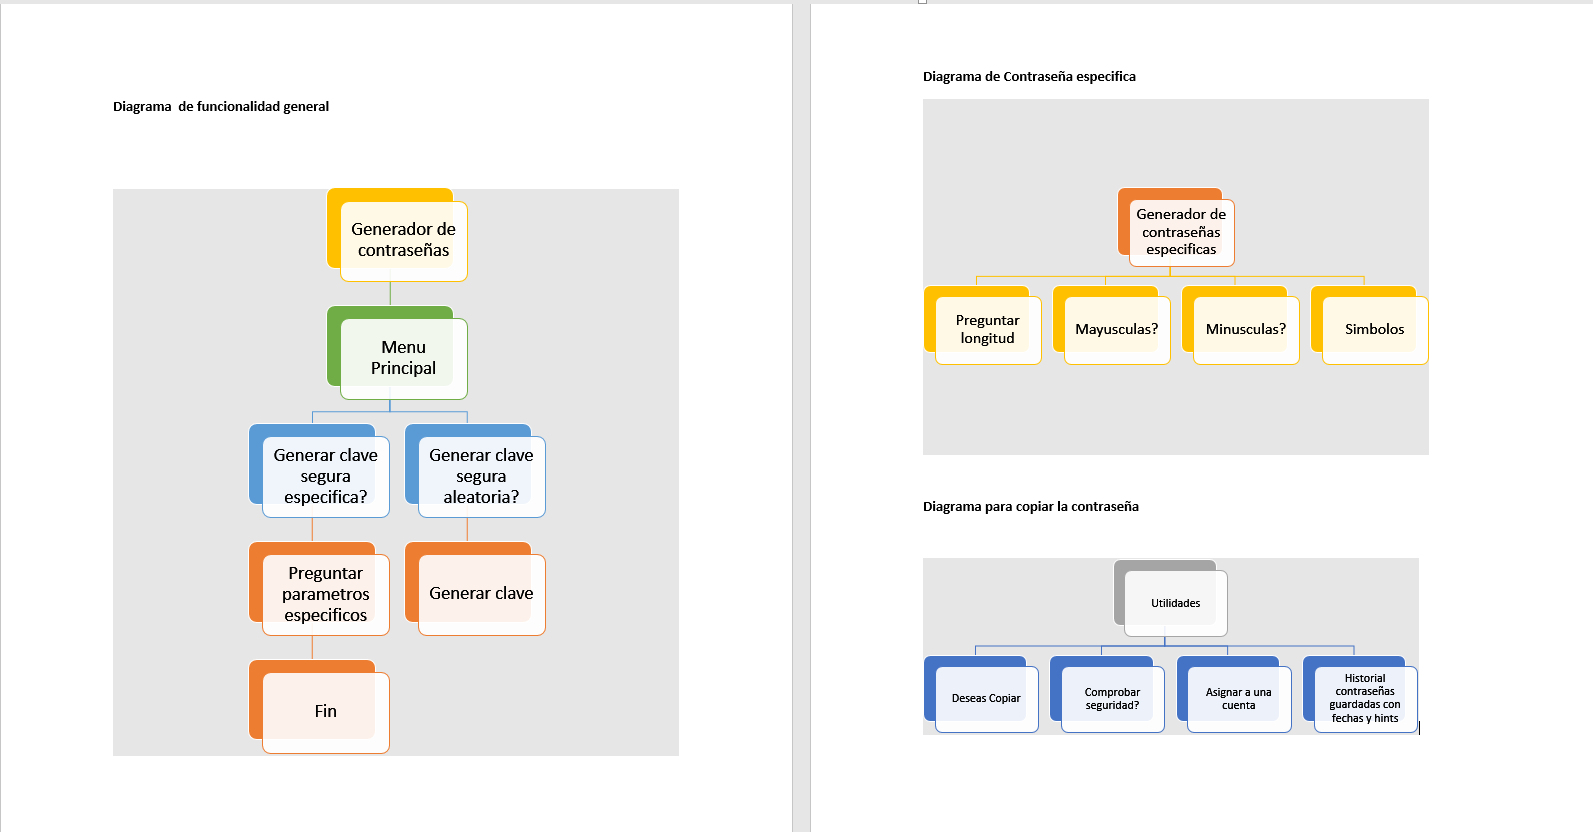 Diagrama  de funcionalidad general
Generador de
contraseñas
Menu
Principal
Generar clave
segura
especifica?
Generar clave
segura
aleatoria?
Preguntar
parametros
especificos
Generar clave
Fin
Diagrama de Contraseña especifica
Generador de
contraseñas
especificas
Preguntar
longitud
Mayusculas?
Minusculas?
Simbolos
Diagrama para copiar la contraseña
Utilidades
Deseas Copiar
Comprobar
seguridad?
Asignar a una
cuenta
Historial
contraseñas
guardadas con
fechas y hints